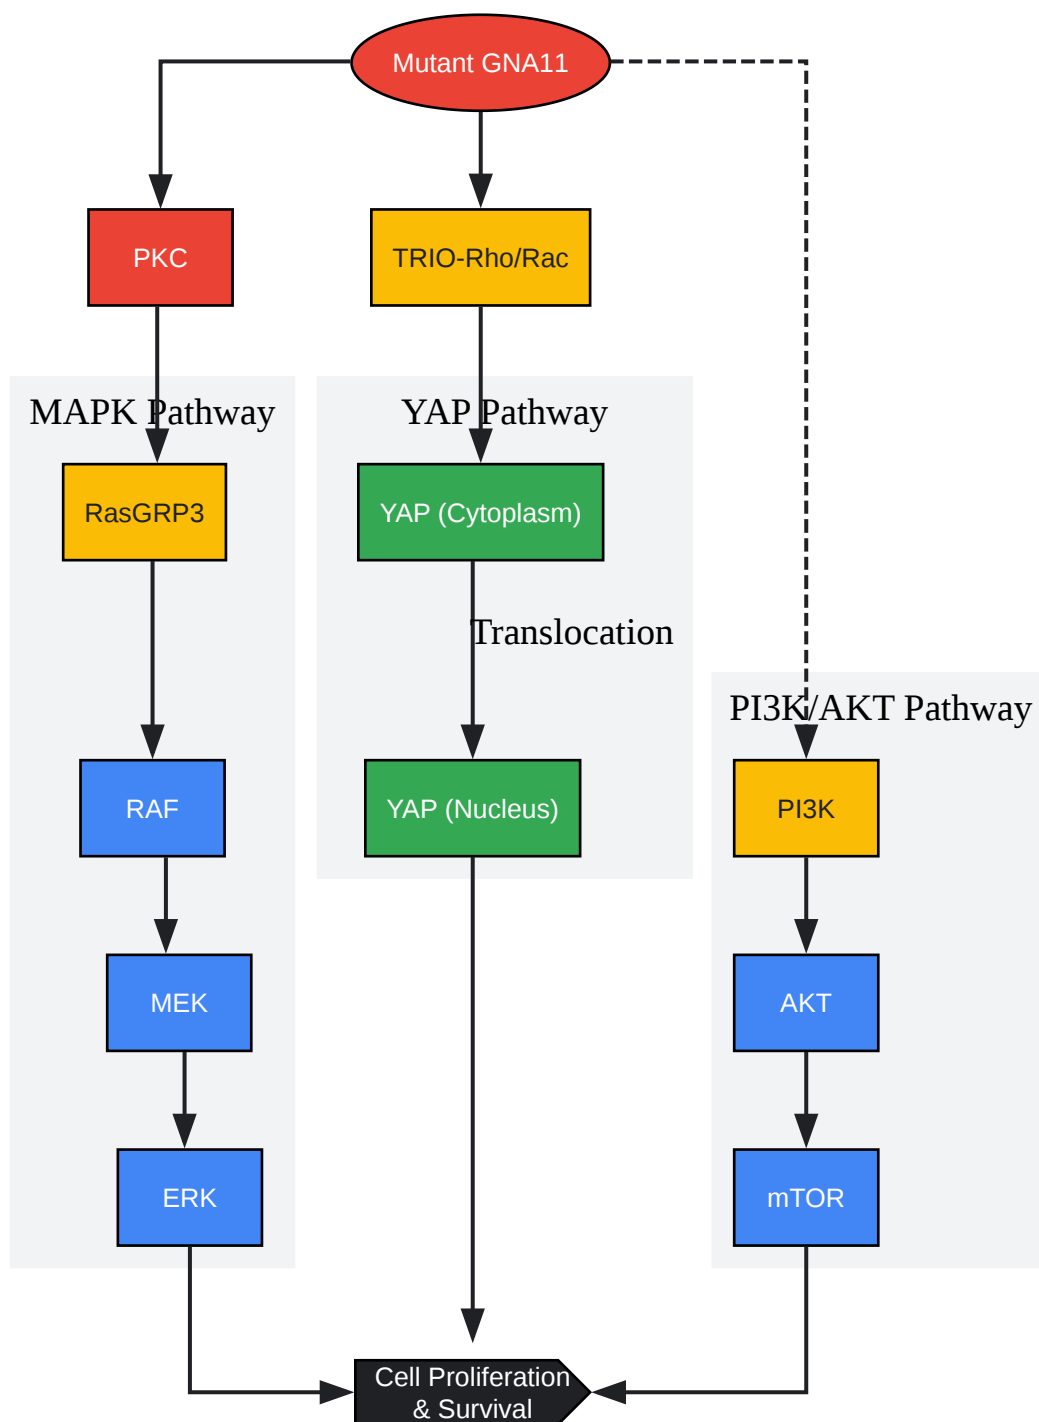 Mutant GNA11
PKC
TRIO-Rho/Rac
MAPK Pathway
YAP Pathway
RasGRP3
YAP (Cytoplasm)
Translocation
PI3K/AKT Pathway
RAF
YAP (Nucleus)
PI3K
MEK
AKT
ERK
mTOR
Cell Proliferation
& Survival